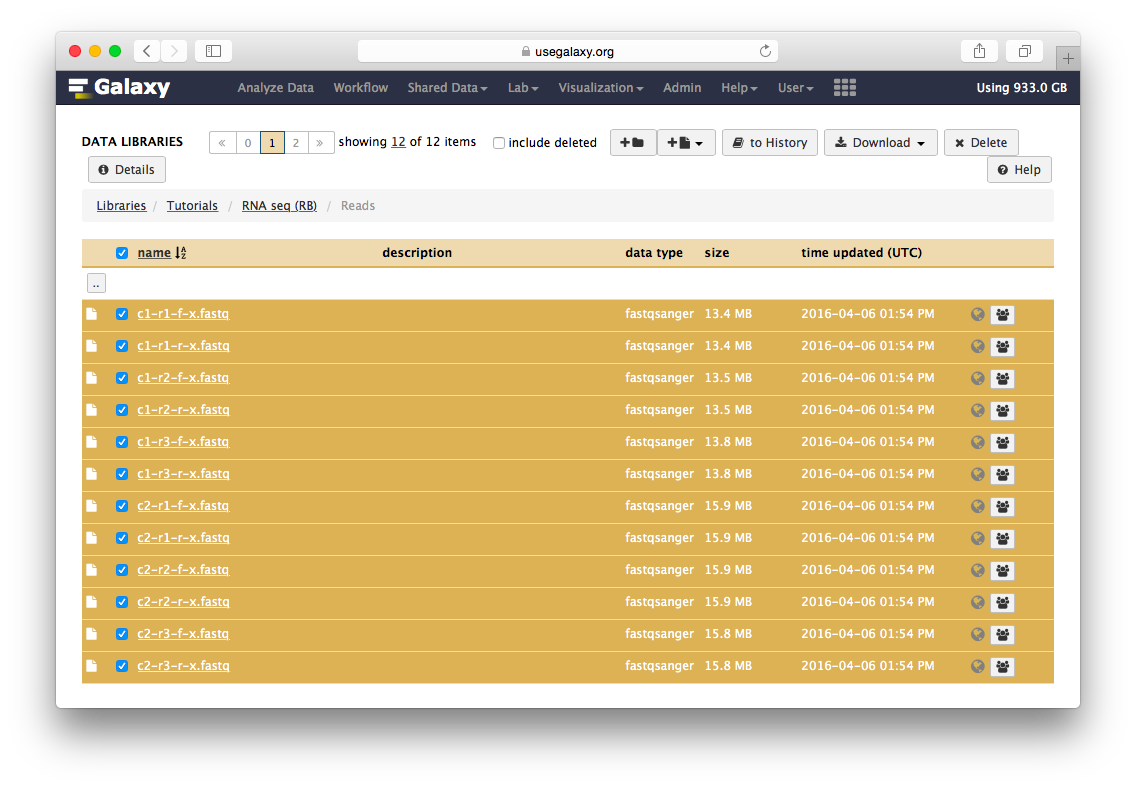 usegalaxy.org
Galaxy Analyze Data Workflow Shared Data Lab Visualization Admin Help User Using 933.0 GB
DATA LIBRARIES « 0 1 2 » showing 12 of 12 items include deleted to History Download Delete
Details Help
Libraries / Tutorials / RNA seq (RB) / Reads
name description data type size time updated (UTC)
..
c1-r1-f-x.fastq fastqsanger 13.4 MB 2016-04-06 01:54 PM
c1-r1-r-x.fastq fastqsanger 13.4 MB 2016-04-06 01:54 PM
c1-r2-f-x.fastq fastqsanger 13.5 MB 2016-04-06 01:54 PM
c1-r2-r-x.fastq fastqsanger 13.5 MB 2016-04-06 01:54 PM
c1-r3-f-x.fastq fastqsanger 13.8 MB 2016-04-06 01:54 PM
c1-r3-r-x.fastq fastqsanger 13.8 MB 2016-04-06 01:54 PM
c2-r1-f-x.fastq fastqsanger 15.9 MB 2016-04-06 01:54 PM
c2-r1-r-x.fastq fastqsanger 15.9 MB 2016-04-06 01:54 PM
c2-r2-f-x.fastq fastqsanger 15.9 MB 2016-04-06 01:54 PM
c2-r2-r-x.fastq fastqsanger 15.9 MB 2016-04-06 01:54 PM
c2-r3-f-x.fastq fastqsanger 15.8 MB 2016-04-06 01:54 PM
c2-r3-r-x.fastq fastqsanger 15.8 MB 2016-04-06 01:54 PM